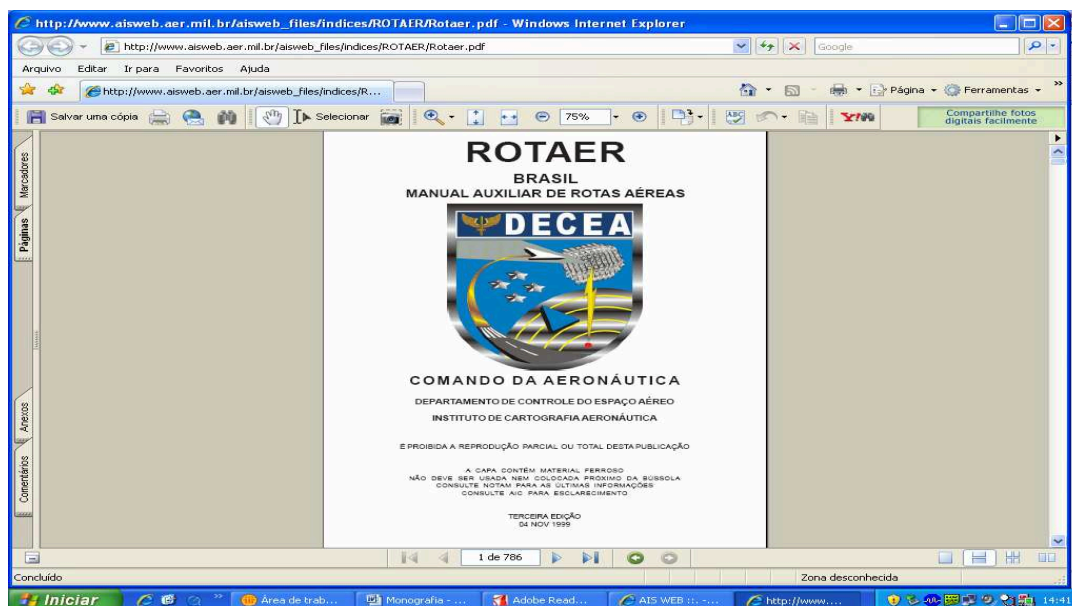 http://www.aisweb.aer.mil.br/aisweb_files/indices/ROTAER/Rotaer.pdf - Windows Internet Explorer
http://www.aisweb.aer.mil.br/aisweb_files/indices/ROTAER/Rotaer.pdf
Google
Arquivo Editar Ir para Favoritos Ajuda
http://www.aisweb.aer.mil.br/aisweb_files/indices/R...
Página
Ferramentas
Salvar uma cópia
Selecionar
75%
Y!
Compartilhe fotos
digitais facilmente
Marcadores
Páginas
Anexos
Comentários
ROTAER
BRASIL
MANUAL AUXILIAR DE ROTAS AÉREAS
DECEA
COMANDO DA AERONÁUTICA
DEPARTAMENTO DE CONTROLE DO ESPAÇO AÉREO
INSTITUTO DE CARTOGRAFIA AERONÁUTICA
É PROIBIDA A REPRODUÇÃO PARCIAL OU TOTAL DESTA PUBLICAÇÃO
A CAPA CONTÉM MATERIAL FERROSO
NÃO DEVE SER USADA NEM COLOCADA PRÓXIMO DA BÚSSOLA
CONSULTE NOTAM PARA AS ÚLTIMAS INFORMAÇÕES
CONSULTE AIC PARA ESCLARECIMENTO
TERCEIRA EDIÇÃO
04 NOV 1999
1 de 786
Concluído
Zona desconhecida
Iniciar
Área de trab...
Monografia - ...
Adobe Read...
AIS WEB ::. -...
http://www....
14:41